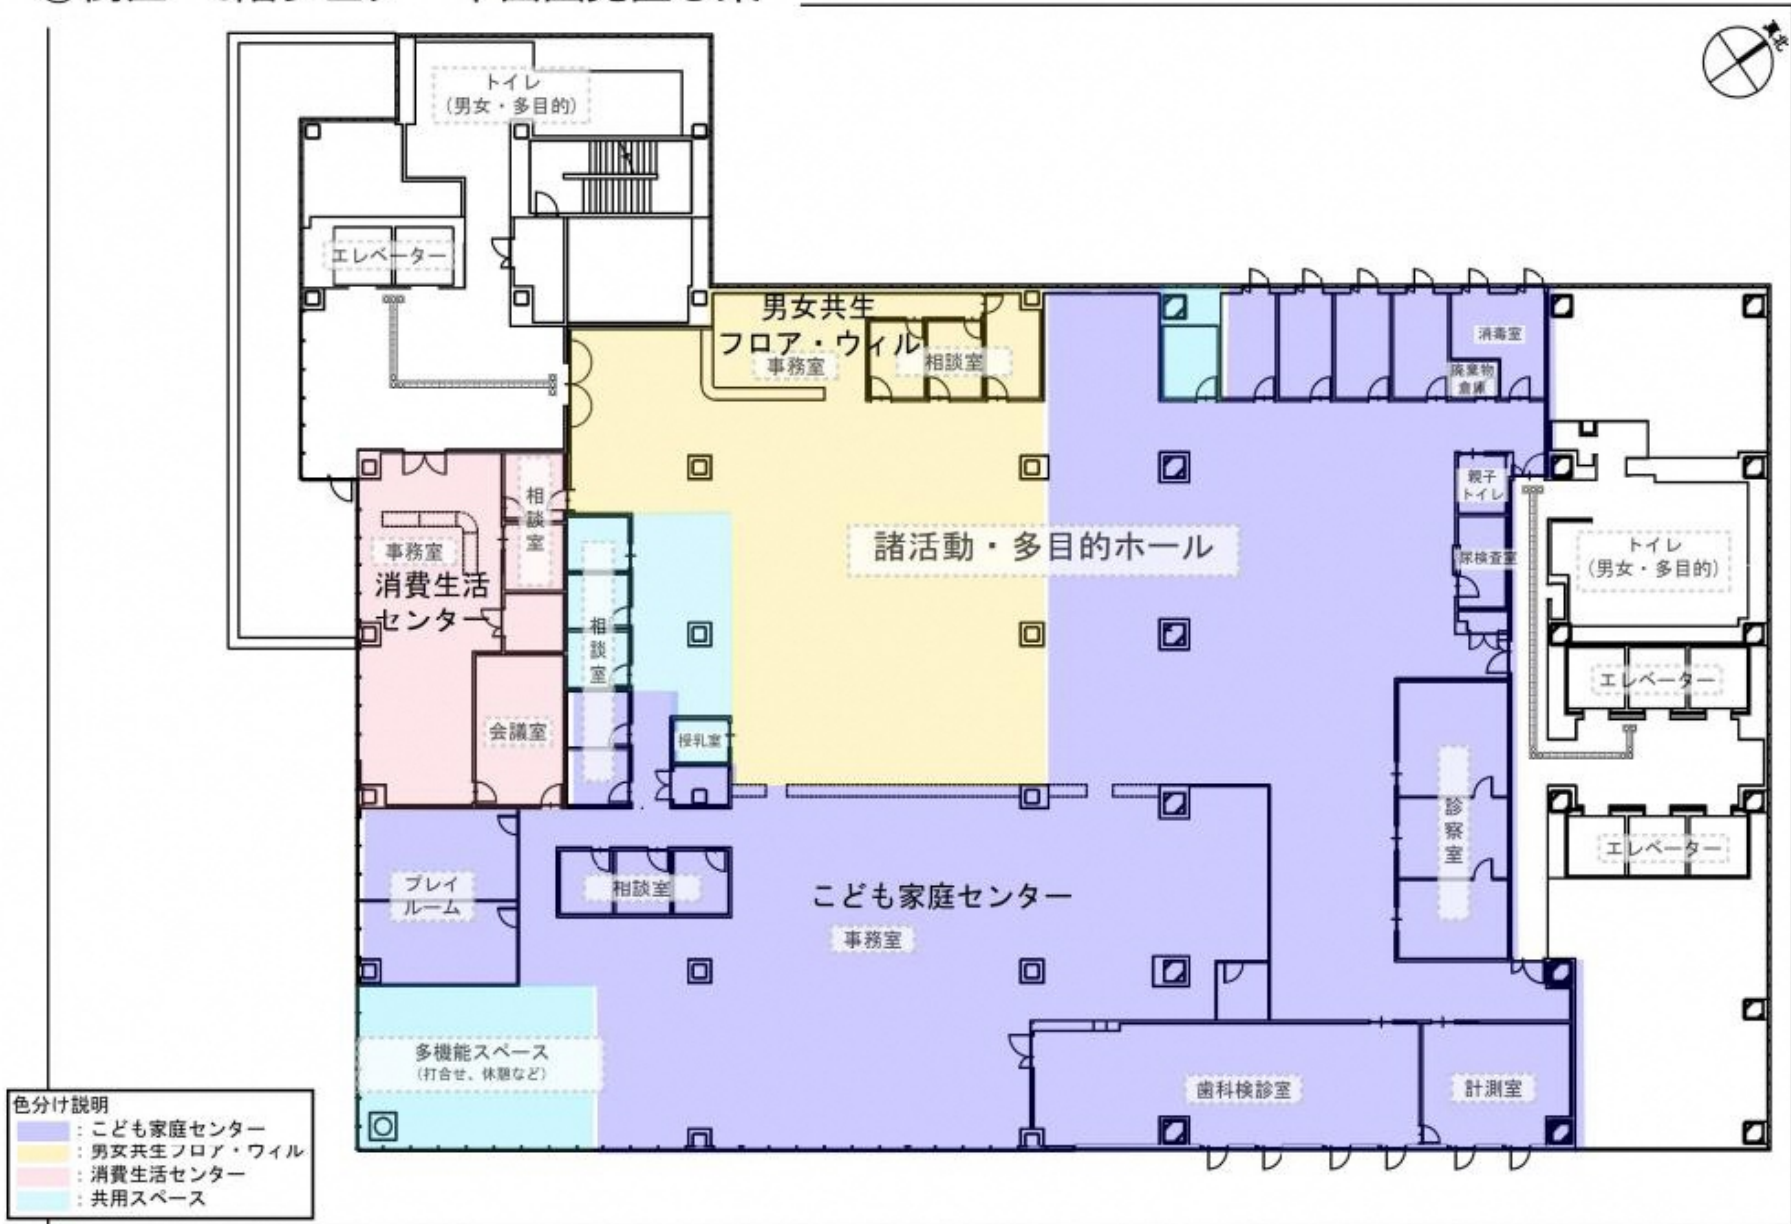 トイレ
(男女・多目的)
真北
エレベーター
男女共生
フロア・ウィル
事務室
相談室
消毒室
廃棄物
倉庫
親子
トイレ
尿検査室
トイレ
(男女・多目的)
相談室
事務室
消費生活
センター
諸活動・多目的ホール
相談室
会議室
授乳室
エレベーター
エレベーター
診察室
プレイ
ルーム
相談室
こども家庭センター
事務室
多機能スペース
(打合せ、休憩など)
歯科検診室
計測室
色分け説明
:こども家庭センター
:男女共生フロア・ウィル
:消費生活センター
:共用スペース